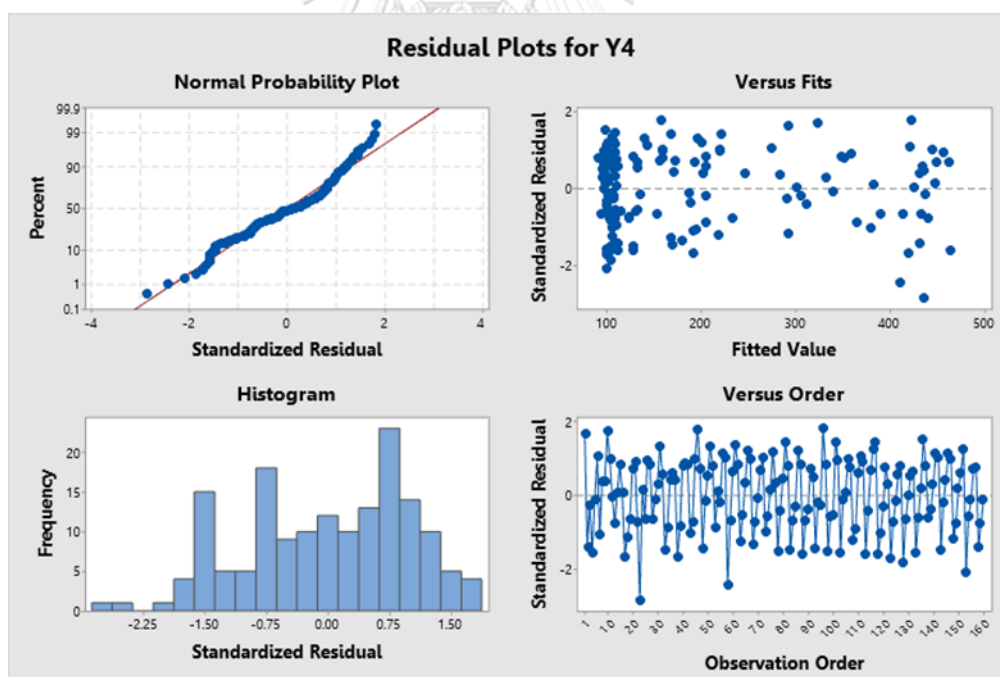 Residual Plots for Y4
Normal Probability Plot
99.9
99
90
50
10
1
0.1
Percent
-4 -2 0 2 4
Standardized Residual
Versus Fits
2
0
-2
Standardized Residual
100 200 300 400 500
Fitted Value
Histogram
20
15
10
5
0
Frequency
-2.25 -1.50 -0.75 0.00 0.75 1.50
Standardized Residual
Versus Order
2
0
-2
Standardized Residual
1 10 20 30 40 50 60 70 80 90 100 110 120 130 140 150 160
Observation Order